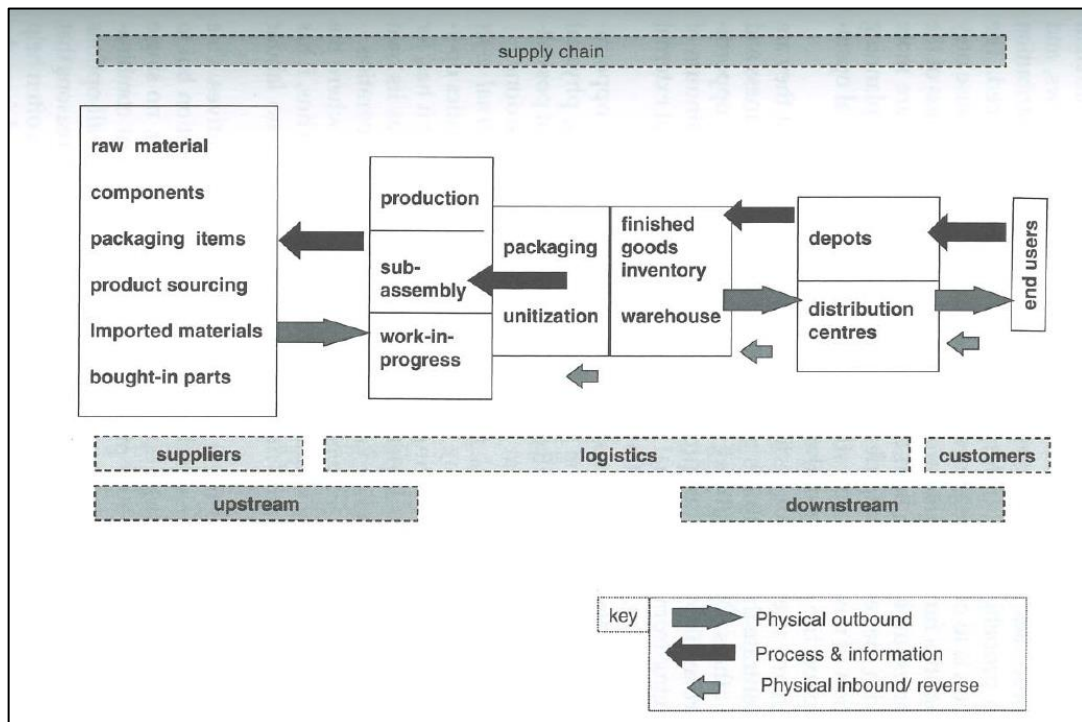 supply chain
raw material
components
packaging items
product sourcing
Imported materials
bought-in parts
production
sub-
assembly
work-in-
progress
packaging
unitization
finished
goods
inventory
warehouse
depots
distribution
centres
end users
suppliers
logistics
customers
upstream
downstream
key
Physical outbound
Process & information
Physical inbound/ reverse